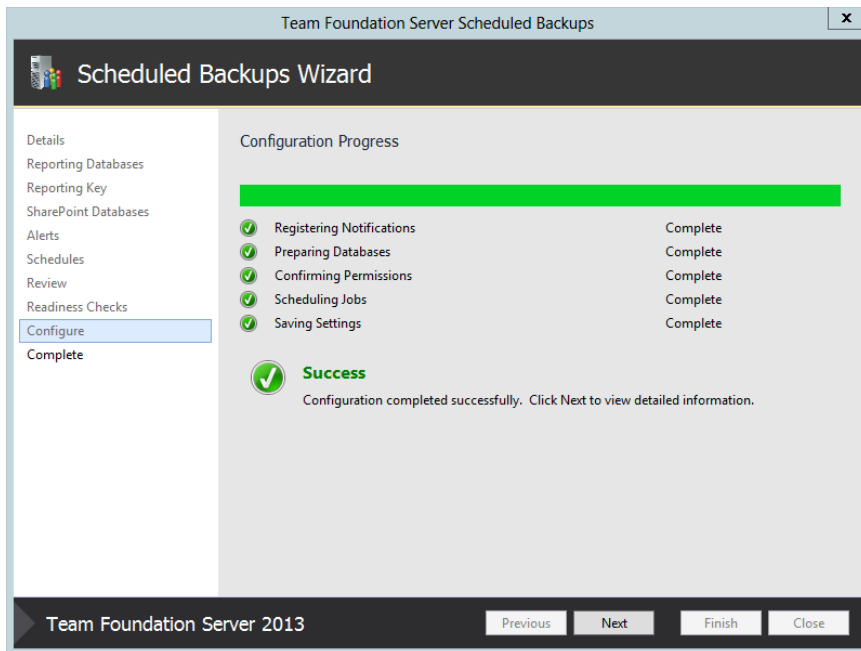 Team Foundation Server Scheduled Backups
x
Scheduled Backups Wizard
Details
Reporting Databases
Reporting Key
SharePoint Databases
Alerts
Schedules
Review
Readiness Checks
Configure
Complete
Configuration Progress
Registering Notifications Complete
Preparing Databases Complete
Confirming Permissions Complete
Scheduling Jobs Complete
Saving Settings Complete
Success
Configuration completed successfully. Click Next to view detailed information.
Team Foundation Server 2013
Previous Next Finish Close